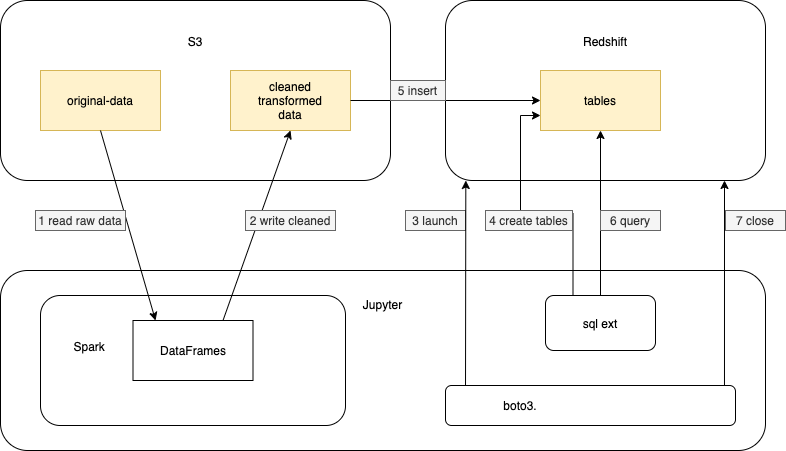 S3
Redshift
original-data
cleaned
transformed
data
5 insert
tables
1 read raw data
2 write cleaned
3 launch
4 create tables
6 query
7 close
Jupyter
Spark
DataFrames
sql ext
boto3.